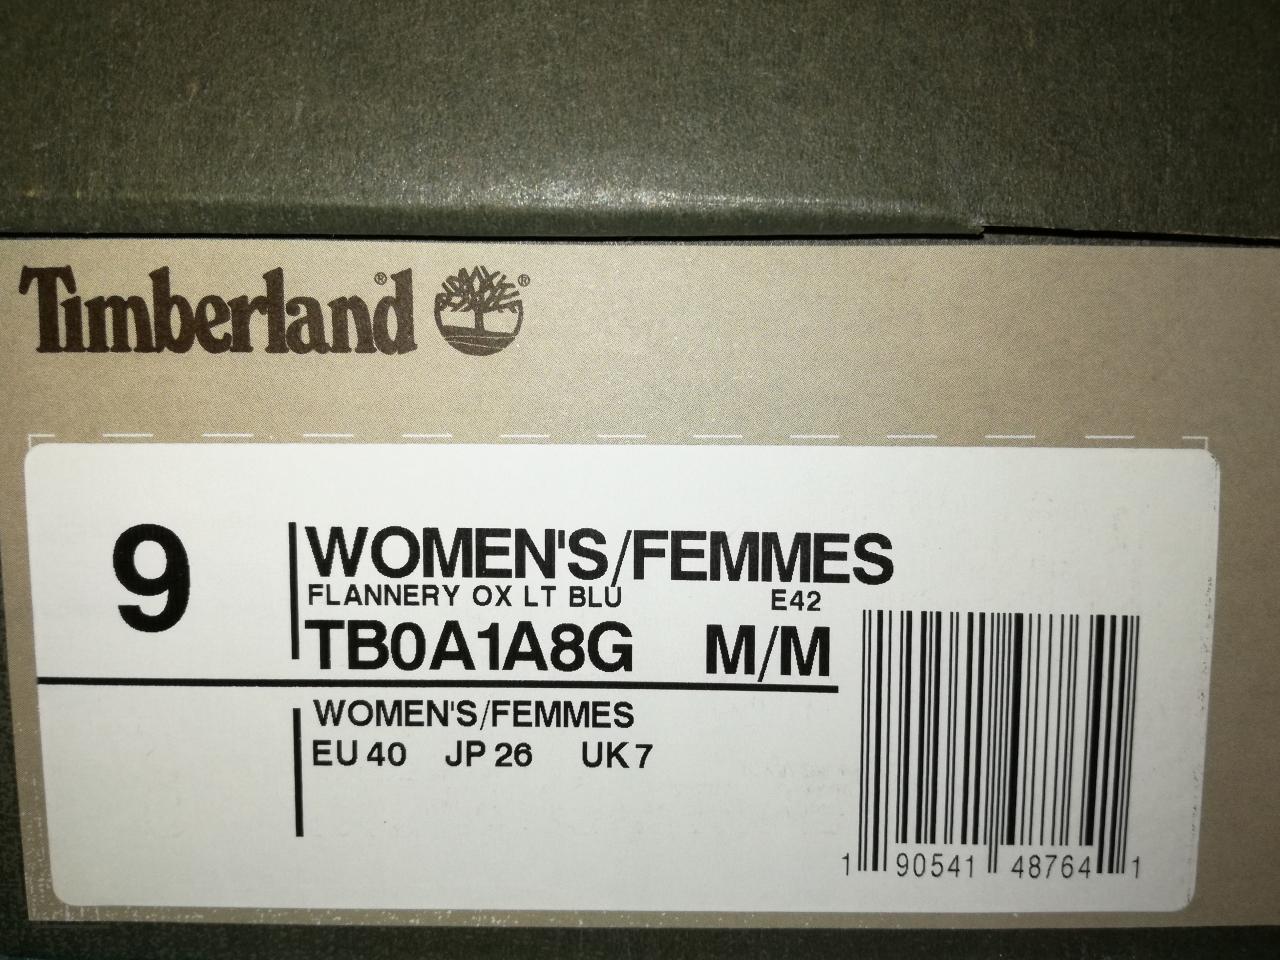 Timberland® ®
9
WOMEN'S/FEMMES
FLANNERY OX LT BLU E42
TB0A1A8G M/M
WOMEN'S/FEMMES
EU 40 JP 26 UK 7
1 90541 48764 1